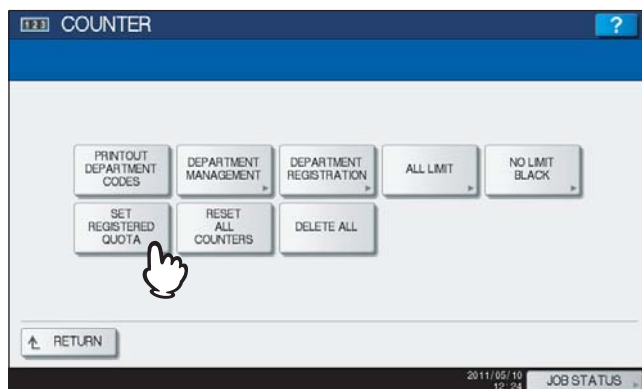 123 COUNTER
?
PRINTOUT
DEPARTMENT
CODES
DEPARTMENT
MANAGEMENT
DEPARTMENT
REGISTRATION
ALL LIMIT
NO LIMIT
BLACK
SET
REGISTERED
QUOTA
RESET
ALL
COUNTERS
DELETE ALL
RETURN
2011/05/10
12:24
JOB STATUS